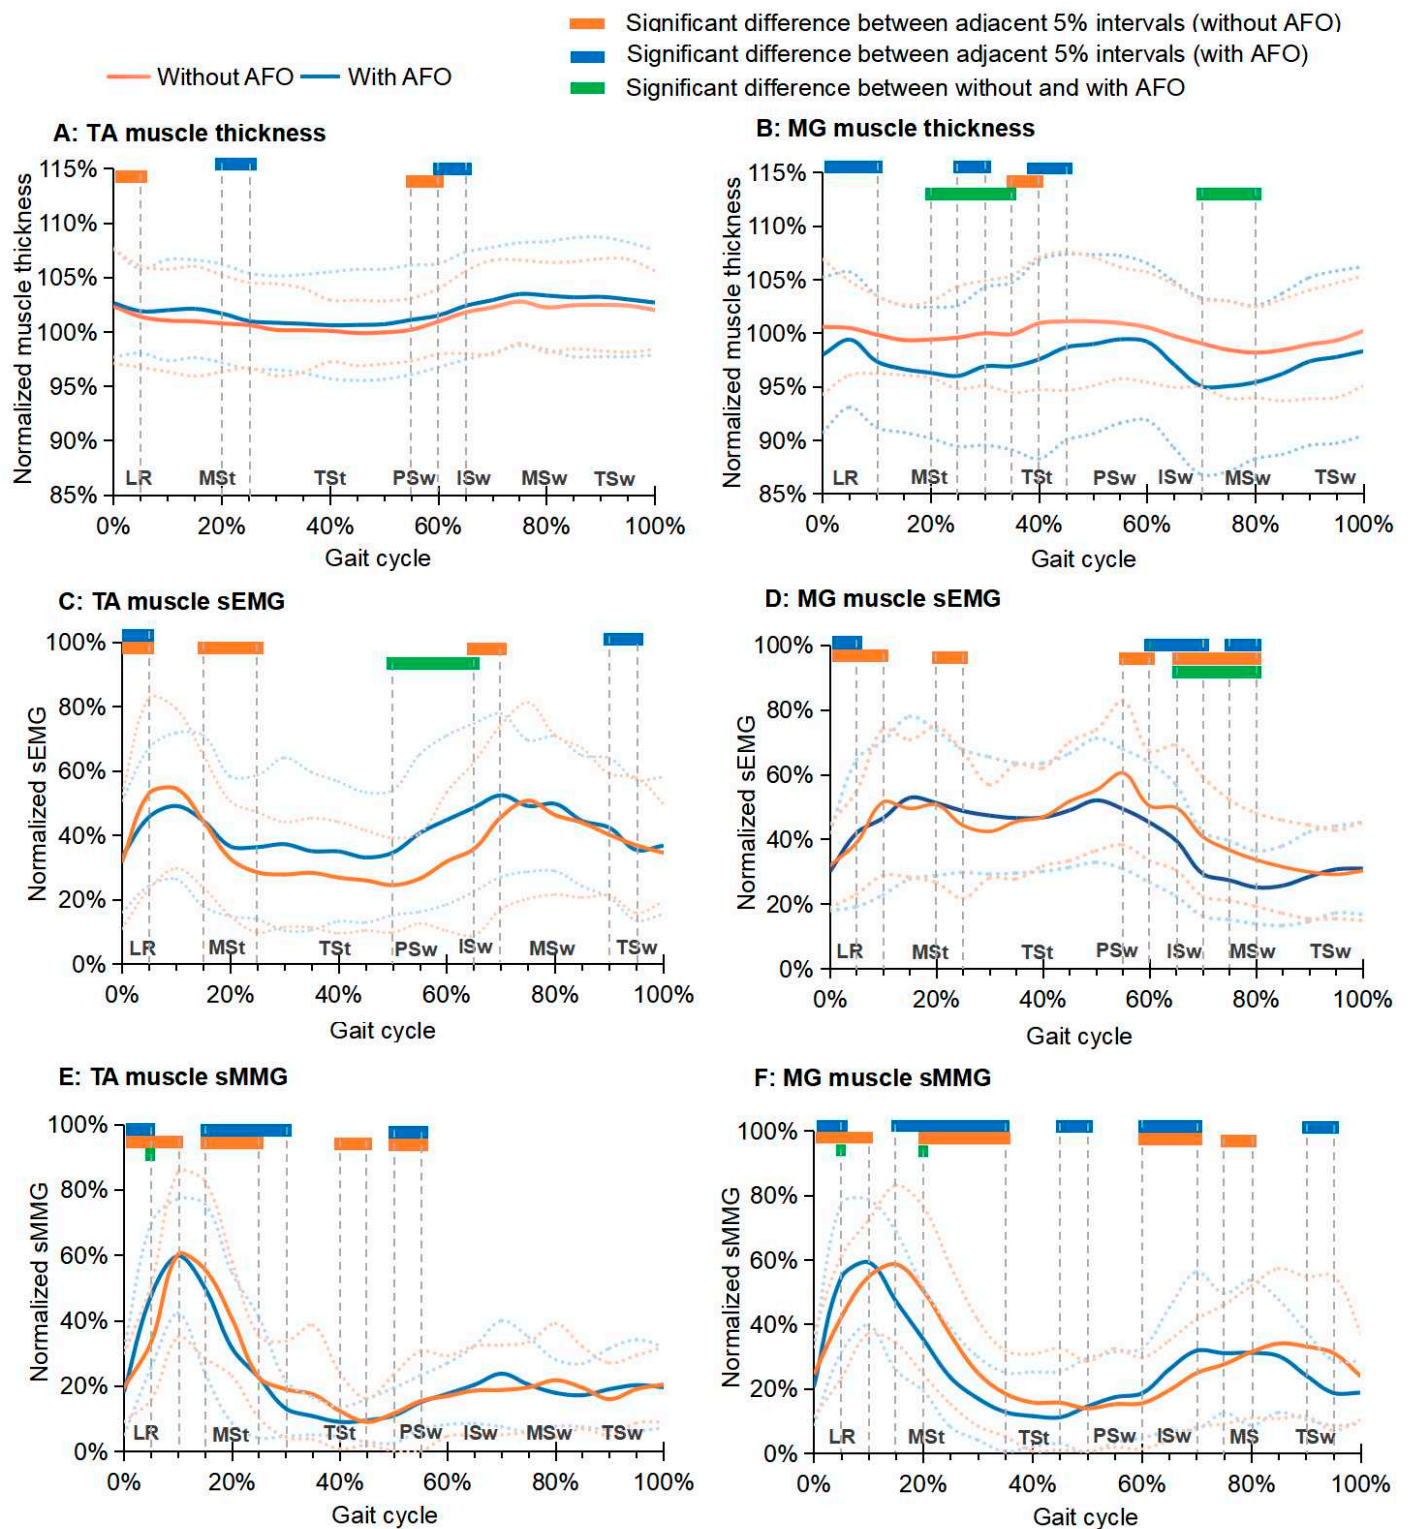 Significant difference between adjacent 5% intervals (without AFO)
Significant difference between adjacent 5% intervals (with AFO)
Significant difference between without and with AFO
Without AFO
With AFO
A: TA muscle thickness
Normalized muscle thickness
115%
110%
105%
100%
95%
90%
85%
LR MSt TSt PSw ISw MSw TSw
0% 20% 40% 60% 80% 100%
Gait cycle
B: MG muscle thickness
Normalized muscle thickness
115%
110%
105%
100%
95%
90%
85%
LR MSt TSt PSw ISw MSw TSw
0% 20% 40% 60% 80% 100%
Gait cycle
C: TA muscle sEMG
Normalized sEMG
100%
80%
60%
40%
20%
0%
LR MSt TSt PSw ISw MSw TSw
0% 20% 40% 60% 80% 100%
Gait cycle
D: MG muscle sEMG
Normalized sEMG
100%
80%
60%
40%
20%
0%
LR MSt TSt PSw ISw MSw TSw
0% 20% 40% 60% 80% 100%
Gait cycle
E: TA muscle sMMG
Normalized sMMG
100%
80%
60%
40%
20%
0%
LR MSt TSt PSw ISw MSw TSw
0% 20% 40% 60% 80% 100%
Gait cycle
F: MG muscle sMMG
Normalized sMMG
100%
80%
60%
40%
20%
0%
LR MSt TSt PSw ISw MS TSw
0% 20% 40% 60% 80% 100%
Gait cycle